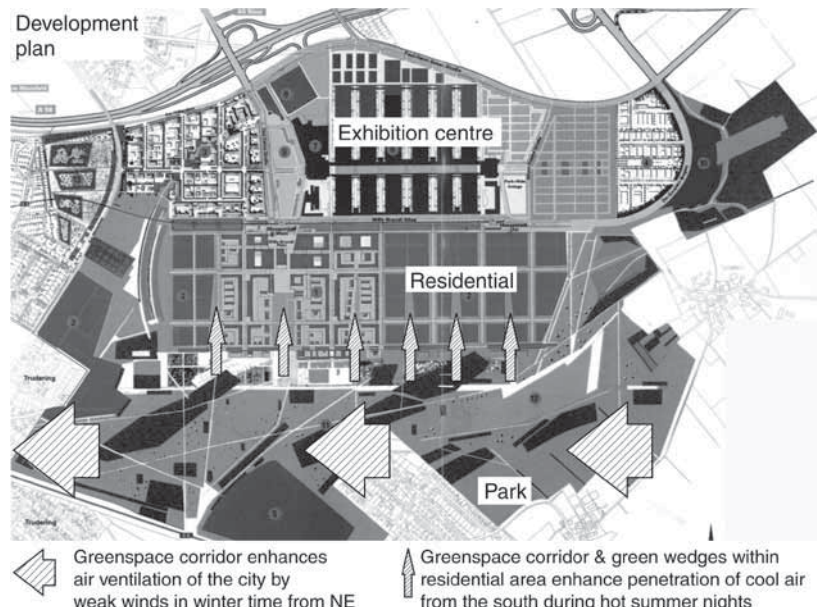 Development
plan
A 94
Exhibition centre
Residential
Trudering
Park
Trudering
Greenspace corridor enhances
air ventilation of the city by
weak winds in winter time from NE
Greenspace corridor & green wedges within
residential area enhance penetration of cool air
from the south during hot summer nights